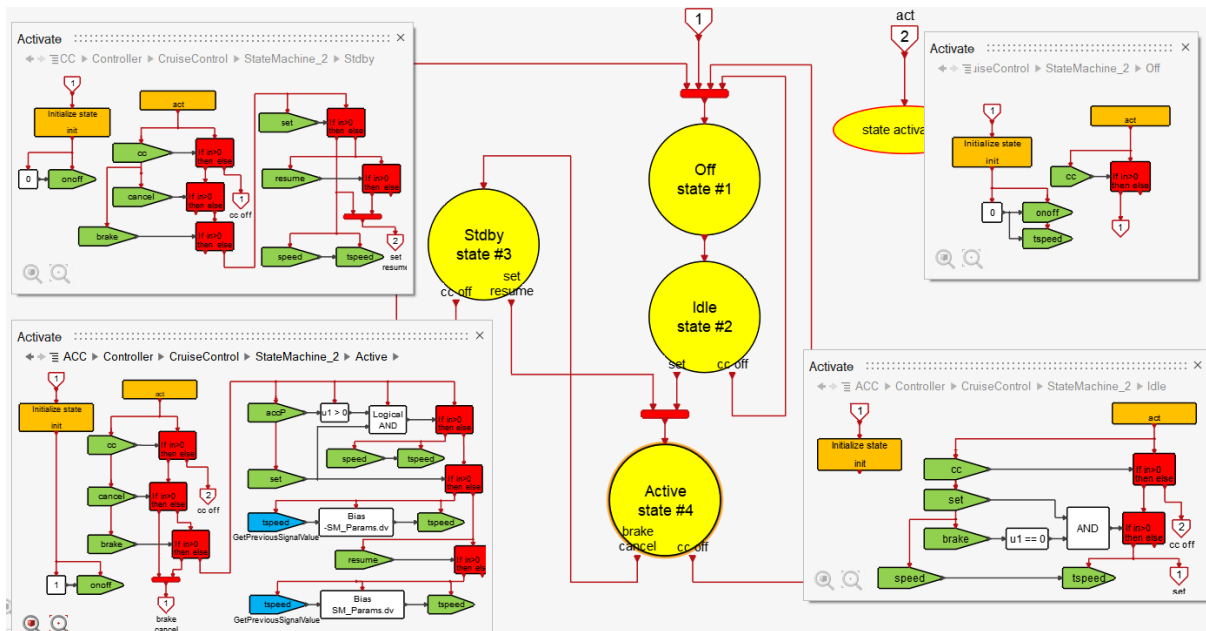 Activate
CC ▸ Controller ▸ CruiseControl ▸ StateMachine_2 ▸ Stdby
1
Initialize state
init
act
set
If in>0
then else
cc
If in>0
then else
0
onoff
cancel
If in>0
then else
1
cc off
resume
If in>0
then else
brake
If in>0
then else
2
set
resume
speed
tspeed
1
act
2
state activa
Off
state #1
Stdby
state #3
cc off
set
resume
Idle
state #2
set
cc off
Active
state #4
brake
cancel
cc off
Activate
iseControl ▸ StateMachine_2 ▸ Off
1
act
Initialize state
init
cc
If in>0
then else
0
onoff
tspeed
1
Activate
ACC ▸ Controller ▸ CruiseControl ▸ StateMachine_2 ▸ Active ▸
1
Initialize state
init
act
cc
If in>0
then else
2
cc off
cancel
If in>0
then else
brake
If in>0
then else
1
onoff
1
brake
cancel
accP
u1 > 0
Logical
AND
If in>0
then else
speed
tspeed
set
If in>0
then else
tspeed
Bias
-SM_Params.dv
tspeed
GetPreviousSignalValue
resume
If in>0
then else
tspeed
Bias
SM_Params.dv
tspeed
GetPreviousSignalValue
Activate
ACC ▸ Controller ▸ CruiseControl ▸ StateMachine_2 ▸ Idle
1
Initialize state
init
act
cc
If in>0
then else
set
brake
u1 == 0
AND
If in>0
then else
2
cc off
speed
tspeed
1
set